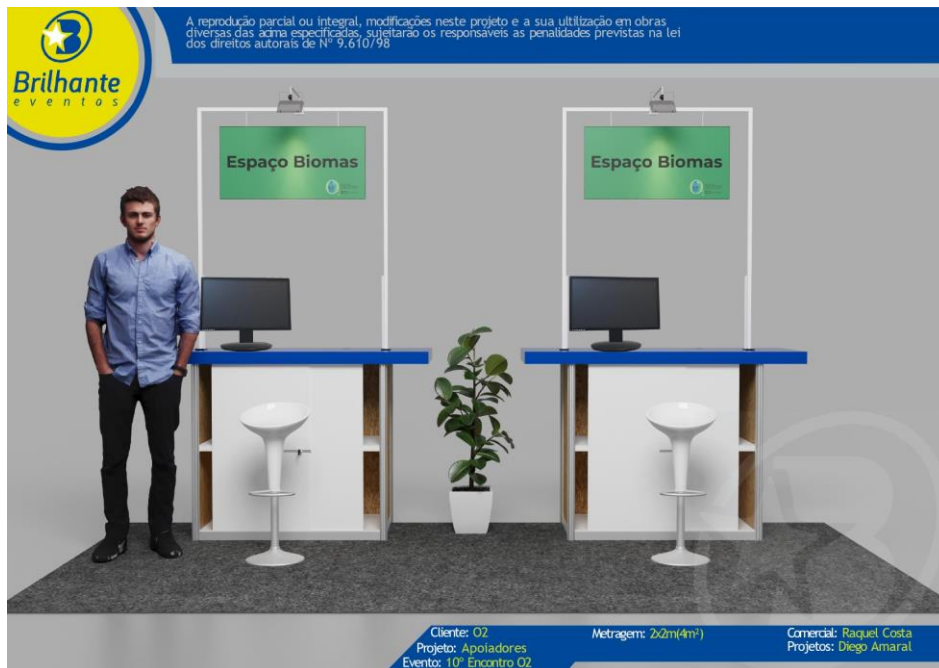 A reprodução parcial ou integral, modificações neste projeto e a sua ultilização em obras
diversas das acima especificadas, sujeitarão os responsáveis as penalidades previstas na lei
dos direitos autorais de Nº 9.610/98
Brilhante
eventos
Espaço Biomas
Espaço Biomas
Cliente: O2
Projeto: Apoiadores
Evento: 10º Encontro O2
Metragem: 2x2m(4m²)
Comercial: Raquel Costa
Projetos: Diego Amaral